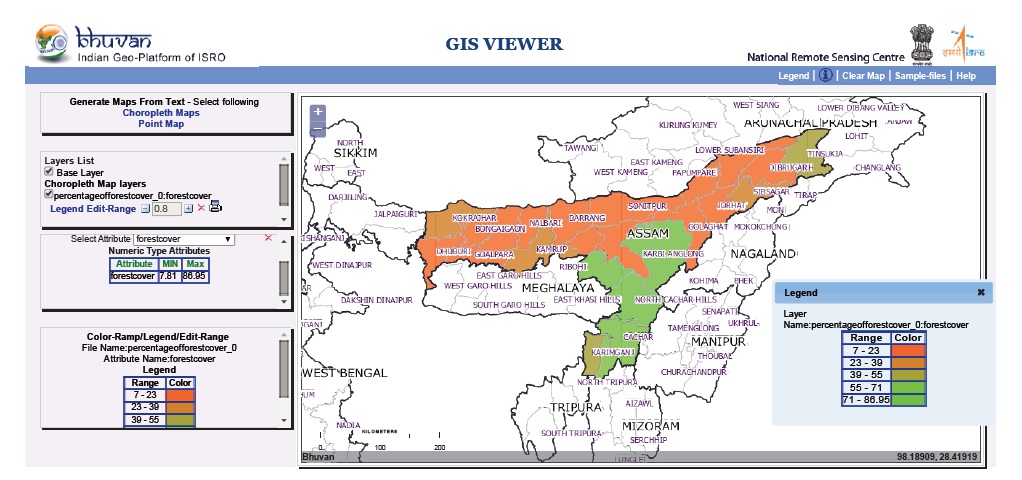 bhuvan
Indian Geo-Platform of ISRO
GIS VIEWER
National Remote Sensing Centre
इसरो isro
Legend | i | Clear Map | Sample-files | Help
Generate Maps From Text - Select following
Choropleth Maps
Point Map
Layers List
Base Layer
Choropleth Map layers
percentageofforestcover_0:forestcover
Legend Edit-Range 0.8
Select Attribute forestcover
Numeric Type Attributes
Attribute MIN Max
forestcover 7.81 86.95
Color-Ramp/Legend/Edit-Range
File Name:percentageofforestcover_0
Attribute Name:forestcover
Legend
Range Color
7 - 23
23 - 39
39 - 55
+
−
WEST SIANG
LOWER DIBANG VALLEY
KURUNG KUMEY
ARUNACHAL PRADESH
ANJAW
LOHIT
NORTH
SIKKIM
TAWANG
LOWER SUBANSIRI
TINSUKIA
WEST
EAST
EAST KAMENG
WEST KAMENG
PAPUMPARE
DIBRUGARH
CHANGLANG
DARJILING
SIBSAGAR
TIRAP
JALPAIGURI
KOKRAJHAR
BONGAIGAON
NALBARI
DARRANG
SONITPUR
JORHAT
MON
ISHANGANJ
ASSAM
GOLAGHAT
MOKOKCHUNG
DHUBURI
GOALPARA
KAMRUP
KARBI ANGLONG
NAGALAND
WEST DINAJPUR
RIBHOI
EAST GARO HILLS
WEST GARO HILLS
MEGHALAYA
KOHIMA
PHEK
DAKSHIN DINAJPUR
SOUTH GARO HILLS
EAST KHASI HILLS
NORTH CACHAR HILLS
SENAPATI
UKHRUL
TAMENGLONG
CACHAR
MANIPUR
KARIMGANJ
THOUBAL
WEST BENGAL
CHURACHANDPUR
NORTH TRIPURA
TRIPURA
AIZAWL
NADIA
MIZORAM
SOUTH TRIPURA
SERCHHIP
LUNGLEI
KILOMETERS
0 100 200
Bhuvan
98.18909, 28.41919
Legend
Layer
Name:percentageofforestcover_0:forestcover
Range Color
7 - 23
23 - 39
39 - 55
55 - 71
71 - 86.95